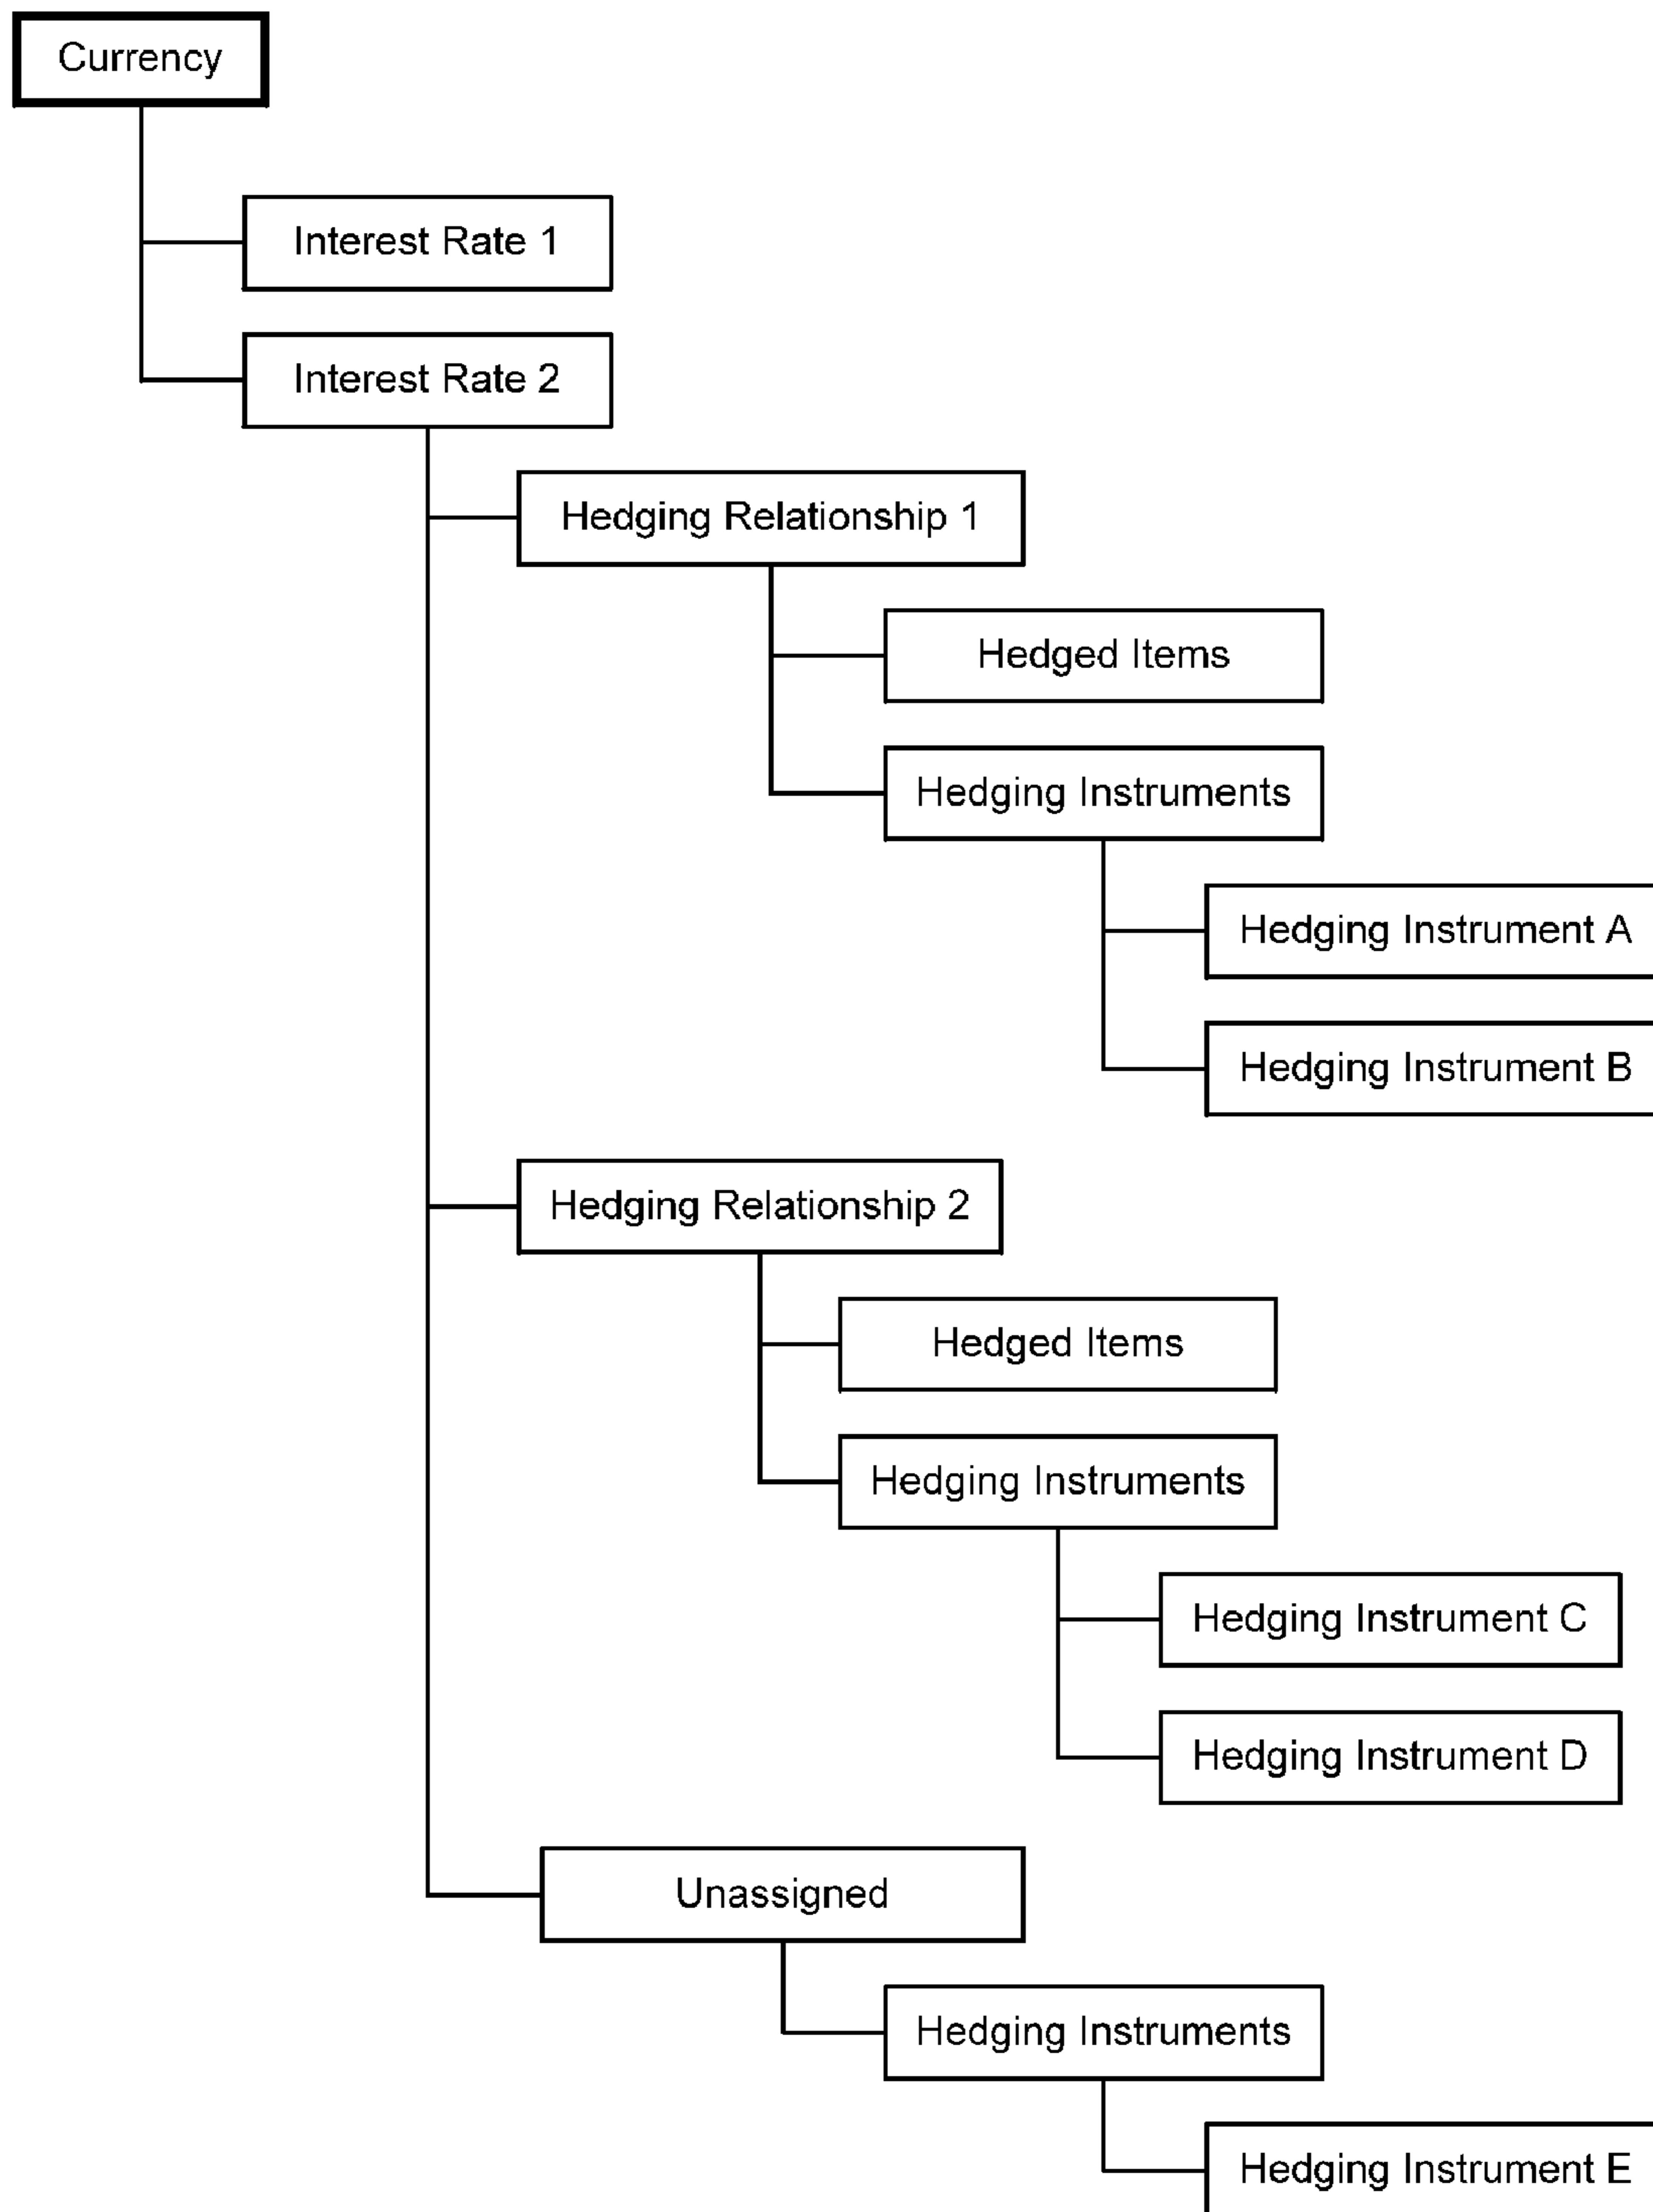 Currency
Interest Rate 1
Interest Rate 2
Hedging Relationship 1
Hedged Items
Hedging Instruments
Hedging Instrument A
Hedging Instrument B
Hedging Relationship 2
Hedged Items
Hedging Instruments
Hedging Instrument C
Hedging Instrument D
Unassigned
Hedging Instruments
Hedging Instrument E